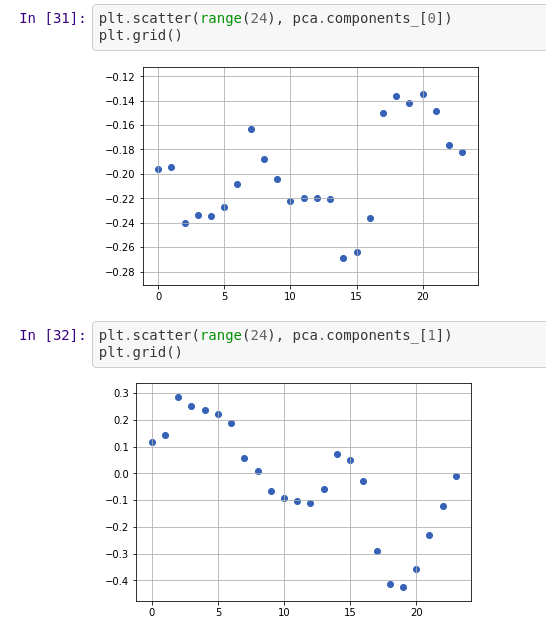 In [31]: plt.scatter(range(24), pca.components_[0])
plt.grid()
−0.12
−0.14
−0.16
−0.18
−0.20
−0.22
−0.24
−0.26
−0.28
0 5 10 15 20
In [32]: plt.scatter(range(24), pca.components_[1])
plt.grid()
0.3
0.2
0.1
0.0
−0.1
−0.2
−0.3
−0.4
0 5 10 15 20